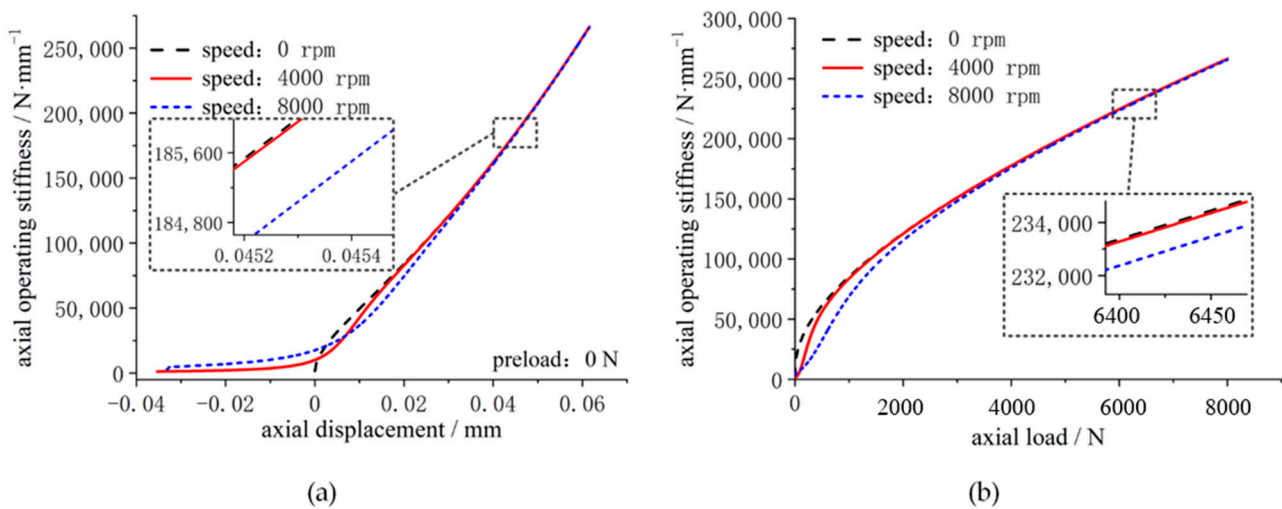 axial operating stiffness / N·mm⁻¹
250, 000
200, 000
150, 000
100, 000
50, 000
0
speed： 0 rpm
speed： 4000 rpm
speed： 8000 rpm
185, 600
184, 800
0. 0452
0. 0454
preload： 0 N
-0.04
-0.02
0
0.02
0.04
0.06
axial displacement / mm
(a)
axial operating stiffness / N·mm⁻¹
300, 000
250, 000
200, 000
150, 000
100, 000
50, 000
0
speed： 0 rpm
speed： 4000 rpm
speed： 8000 rpm
234, 000
232, 000
6400
6450
0
2000
4000
6000
8000
axial load / N
(b)